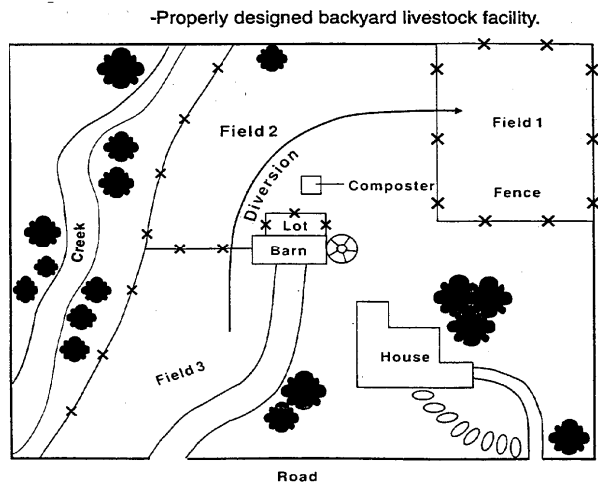 -Properly designed backyard livestock facility.
Field 2
Field 1
Diversion
Composter
Fence
Lot
Creek
Barn
House
Field 3
Road